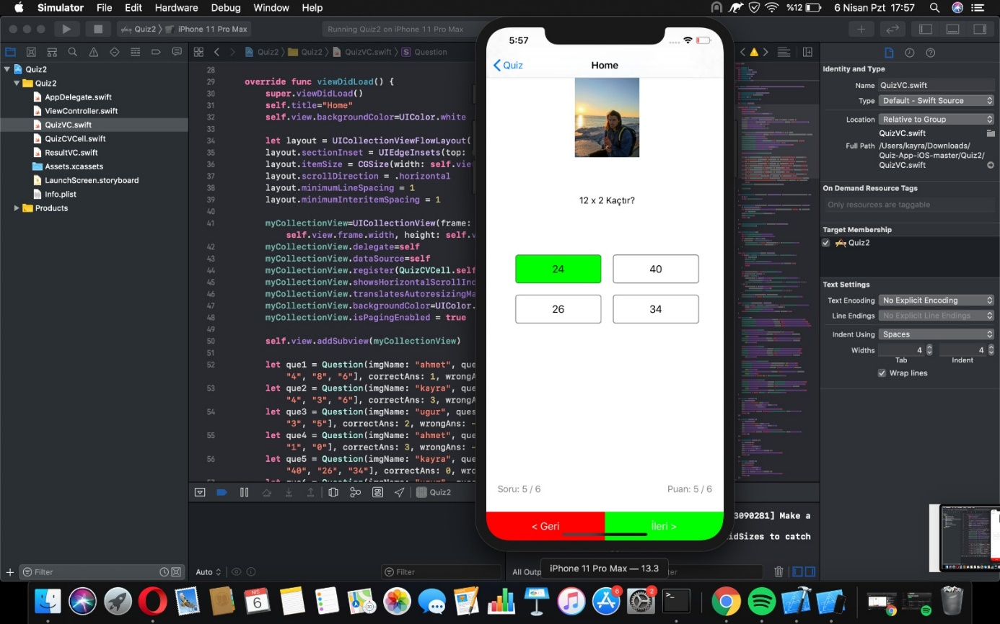 Simulator File Edit Hardware Debug Window Help
%12 6 Nisan Pzt 17:57
Quiz2 iPhone 11 Pro Max
Running Quiz2 on iPhone 11 Pro Max
Quiz2 Quiz2 QuizVC.swift S Question
Quiz2
Quiz2
AppDelegate.swift
ViewController.swift
QuizVC.swift
QuizCVCell.swift
ResultVC.swift
Assets.xcassets
LaunchScreen.storyboard
Info.plist
Products
Filter
28
29 override func viewDidLoad() {
30 super.viewDidLoad()
31 self.title="Home"
32 self.view.backgroundColor=UIColor.white
33
34 let layout = UICollectionViewFlowLayout(
35 layout.sectionInset = UIEdgeInsets(top:
36 layout.itemSize = CGSize(width: self.vie
37 layout.scrollDirection = .horizontal
38 layout.minimumLineSpacing = 1
39 layout.minimumInteritemSpacing = 1
40
41 myCollectionView=UICollectionView(frame:
self.view.frame.width, height: self.v
42 myCollectionView.delegate=self
43 myCollectionView.dataSource=self
44 myCollectionView.register(QuizCVCell.self
45 myCollectionView.showsHorizontalScrollInd
46 myCollectionView.translatesAutoresizingMa
47 myCollectionView.backgroundColor=UIColor.
48 myCollectionView.isPagingEnabled = true
49
50 self.view.addSubview(myCollectionView)
51
52 let que1 = Question(imgName: "ahmet", que
"4", "8", "6"], correctAns: 1, wrongA
53 let que2 = Question(imgName: "kayra", que
"4", "3", "6"], correctAns: 3, wrongA
54 let que3 = Question(imgName: "ugur", ques
"3", "5"], correctAns: 2, wrongAns: -
55 let que4 = Question(imgName: "ahmet", que
"1", "0"], correctAns: 3, wrongAns: -
56 let que5 = Question(imgName: "kayra", que
"40", "26", "34"], correctAns: 0, wro
Quiz2
Auto
Filter
All Outp
3090281] Make a
idSizes to catch
5:57
Quiz
Home
12 x 2 Kaçtır?
24 40
26 34
Soru: 5 / 6 Puan: 5 / 6
< Geri İleri >
iPhone 11 Pro Max — 13.3
Identity and Type
Name QuizVC.swift
Type Default - Swift Source
Location Relative to Group
QuizVC.swift
Full Path /Users/kayra/Downloads/
Quiz-App-iOS-master/Quiz2/
QuizVC.swift
On Demand Resource Tags
Only resources are taggable
Target Membership
Quiz2
Text Settings
Text Encoding No Explicit Encoding
Line Endings No Explicit Line Endings
Indent Using Spaces
Widths 4 4
Tab Indent
Wrap lines
NIS
6
6
2